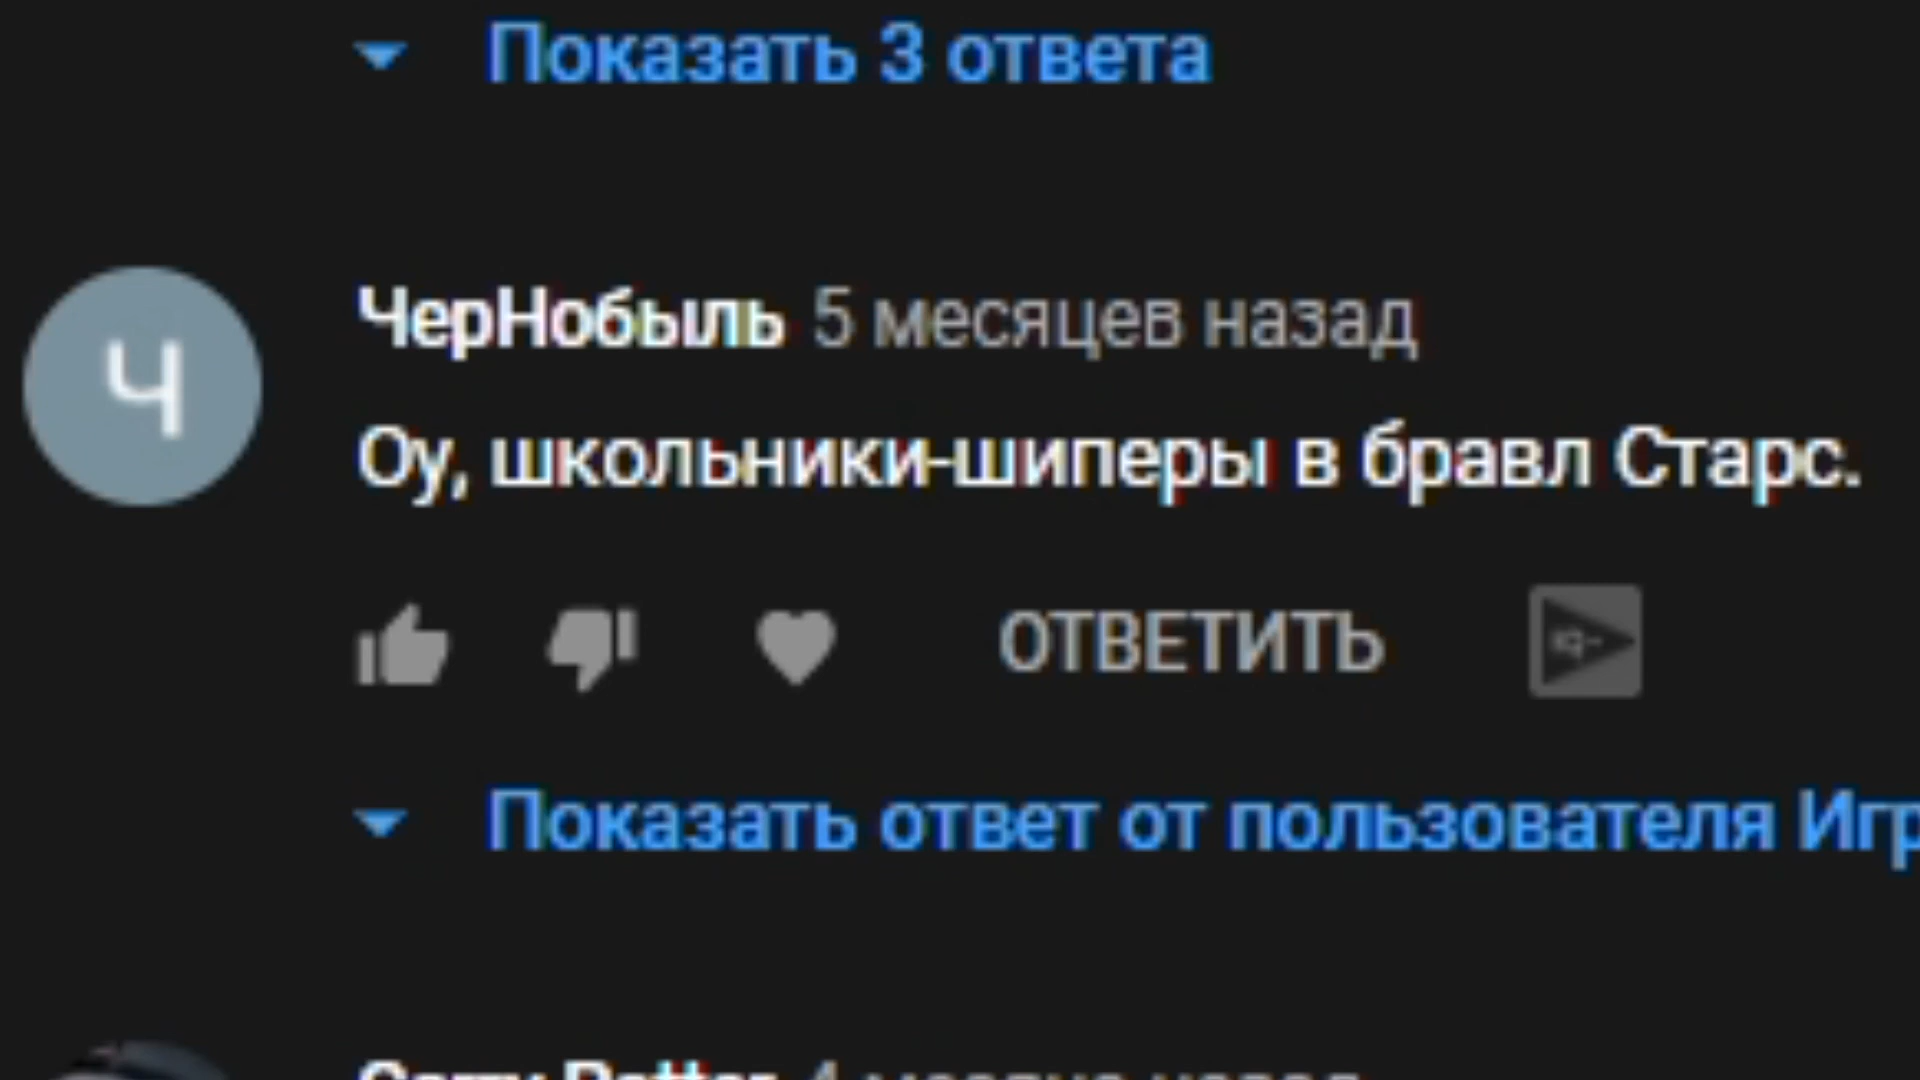 Показать 3 ответа
ЧерНобыль 5 месяцев назад
Ч
Оу, школьники-шиперы в бравл Старс.
ОТВЕТИТЬ
Показать ответ от пользователя Игр